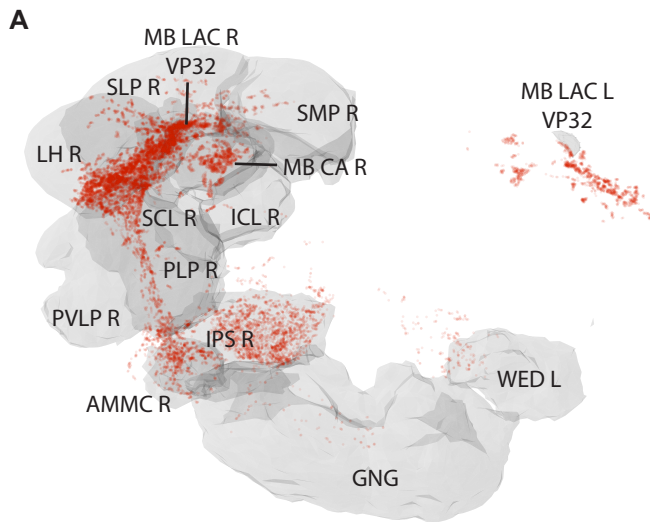 A
MB LAC R
VP32
SLP R
SMP R
MB LAC L
VP32
LH R
MB CA R
SCL R
ICL R
PLP R
PVLP R
IPS R
WED L
AMMC R
GNG